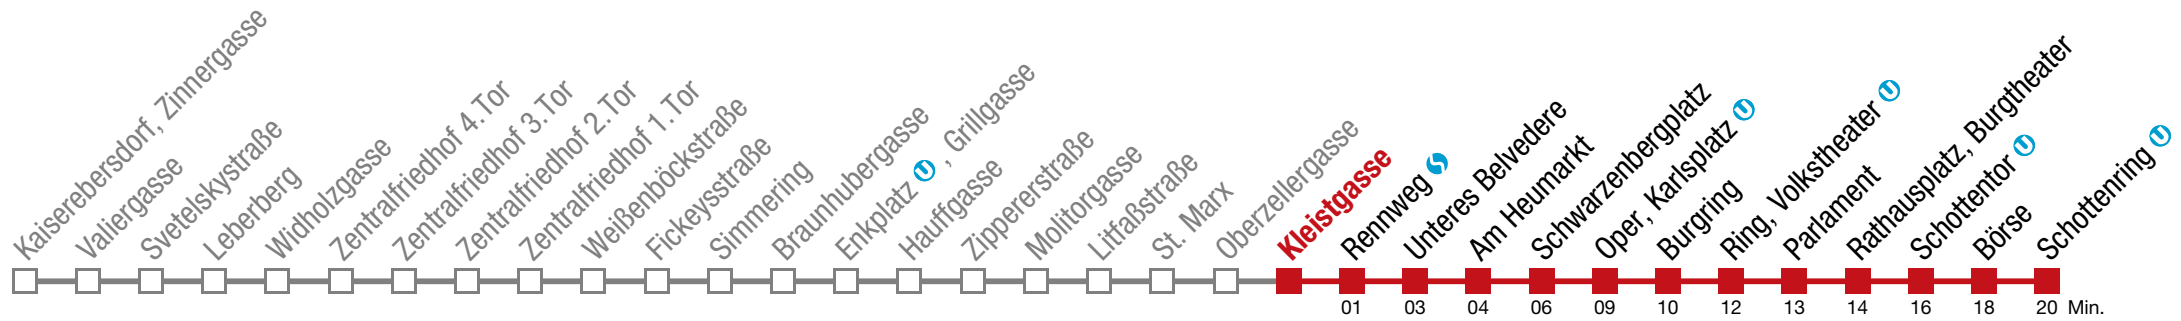 Kaiserebersdorf, Zinnergasse
Valiergasse
Svetelskystraße
Leberberg
Widholzgasse
Zentralfriedhof 4. Tor
Zentralfriedhof 3. Tor
Zentralfriedhof 2. Tor
Zentralfriedhof 1. Tor
Weißenböckstraße
Fickeysstraße
Simmering
Braunhubergasse
Enkplatz U , Grillgasse
Hauffgasse
Zippererstraße
Molitorgasse
Litfaßstraße
St. Marx
Oberzellergasse
Kleistgasse
Rennweg S
Unteres Belvedere
Am Heumarkt
Schwarzenbergplatz
Oper, Karlsplatz U
Burgring
Ring, Volkstheater U
Parlament
Rathausplatz, Burgtheater
Schottentor U
Börse
Schottenring U
01 03 04 06 09 10 12 13 14 16 18 20 Min.